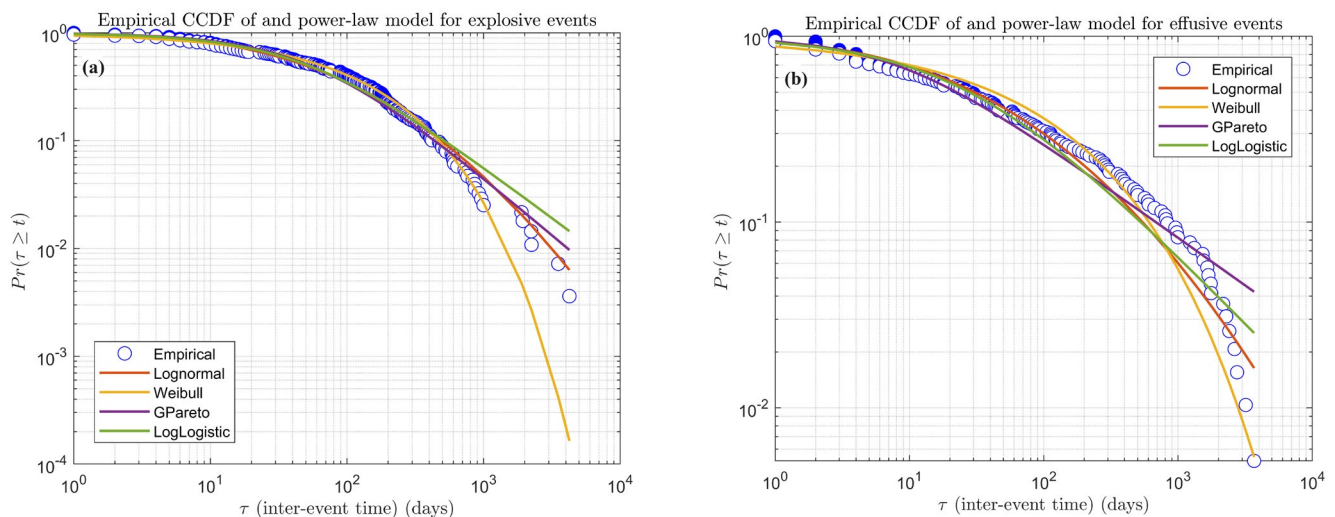 Empirical CCDF of and power-law model for explosive events
(a)
10^0
10^-1
10^-2
10^-3
10^-4
Pr(τ ≥ t)
Empirical
Lognormal
Weibull
GPareto
LogLogistic
10^0
10^1
10^2
10^3
10^4
τ (inter-event time) (days)
Empirical CCDF of and power-law model for effusive events
(b)
10^0
10^-1
10^-2
Pr(τ ≥ t)
Empirical
Lognormal
Weibull
GPareto
LogLogistic
10^0
10^1
10^2
10^3
10^4
τ (inter-event time) (days)